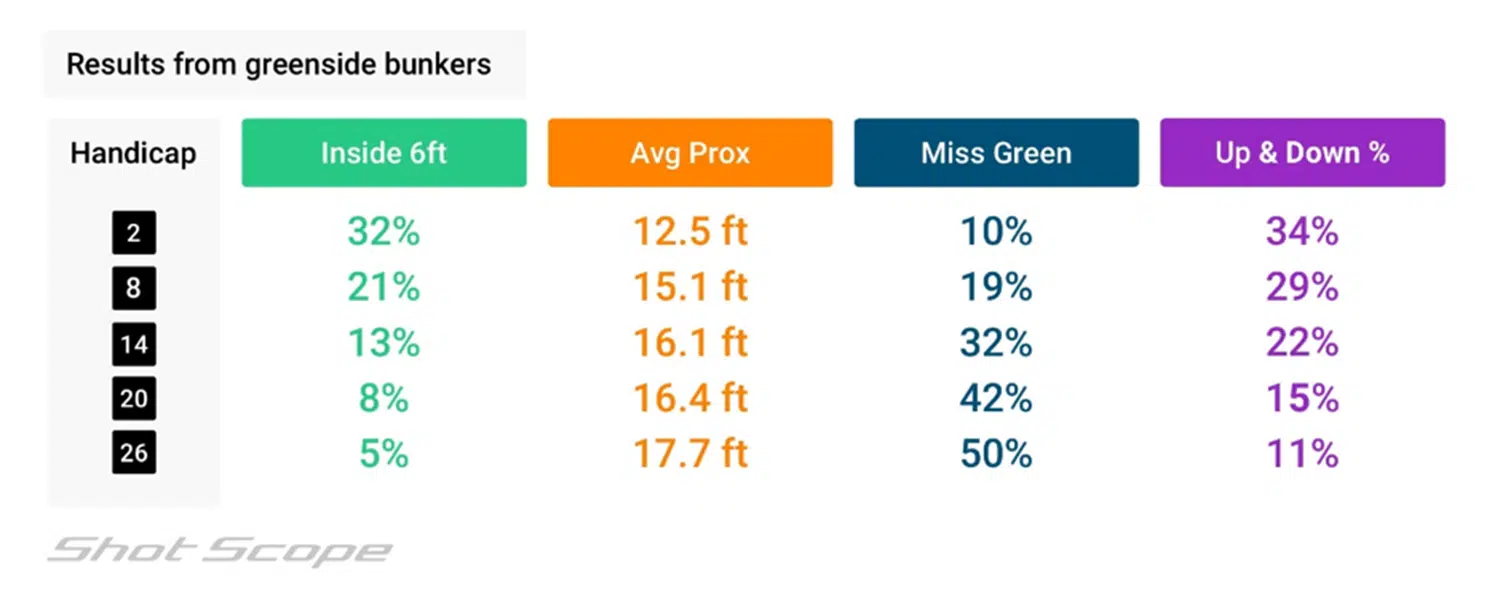 Results from greenside bunkers
Handicap Inside 6ft Avg Prox Miss Green Up & Down %
2 32% 12.5 ft 10% 34%
8 21% 15.1 ft 19% 29%
14 13% 16.1 ft 32% 22%
20 8% 16.4 ft 42% 15%
26 5% 17.7 ft 50% 11%
Shot Scope